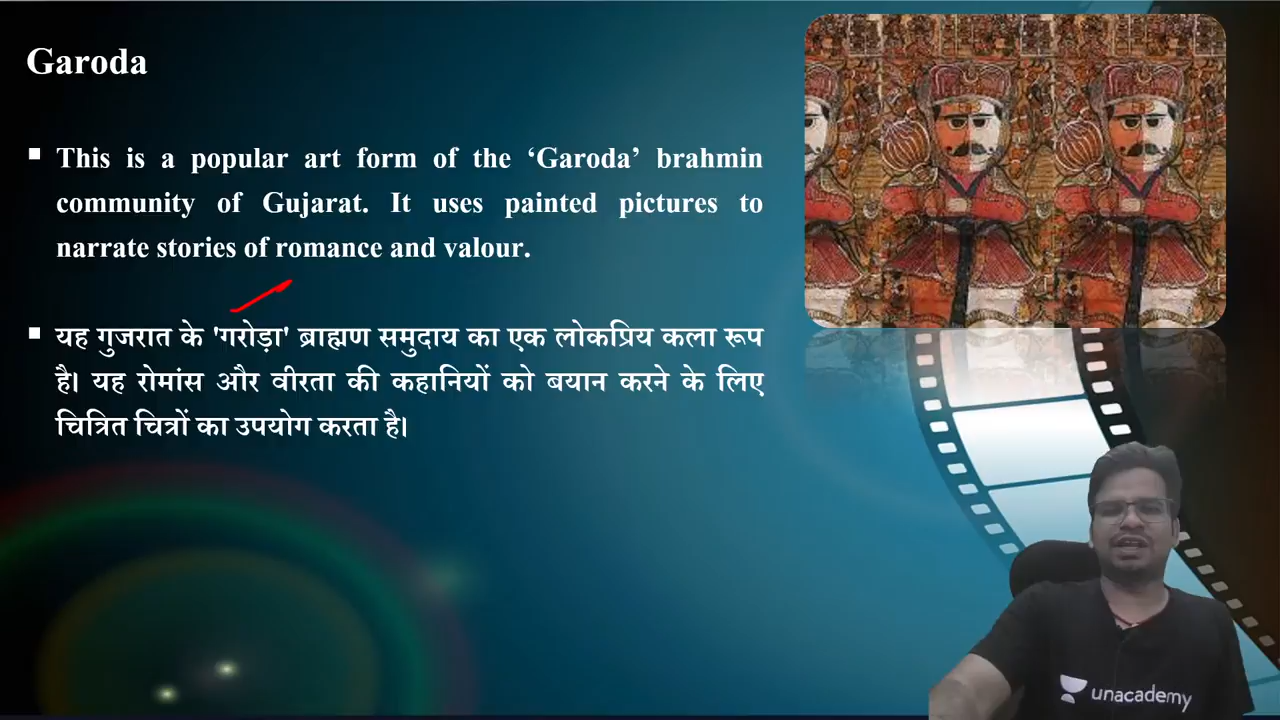 Garoda
▪ This is a popular art form of the ‘Garoda’ brahmin
community of Gujarat. It uses painted pictures to
narrate stories of romance and valour.
▪ यह गुजरात के 'गरोड़ा' ब्राह्मण समुदाय का एक लोकप्रिय कला रूप
है। यह रोमांस और वीरता की कहानियों को बयान करने के लिए
चित्रित चित्रों का उपयोग करता है।
unacademy